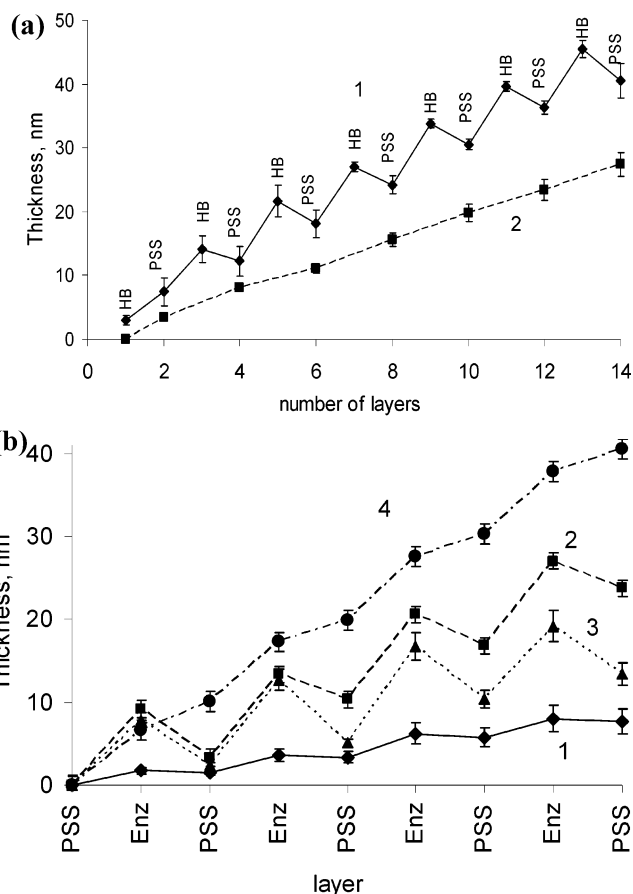 (a)
50
40
30
20
10
0
Thickness, nm
HB
PSS
HB
PSS
HB
PSS
HB
PSS
HB
PSS
HB
PSS
HB
PSS
1
2
0 2 4 6 8 10 12 14
number of layers
b)
40
30
20
10
0
Thickness, nm
4
2
3
1
PSS Enz PSS Enz PSS Enz PSS Enz PSS
layer